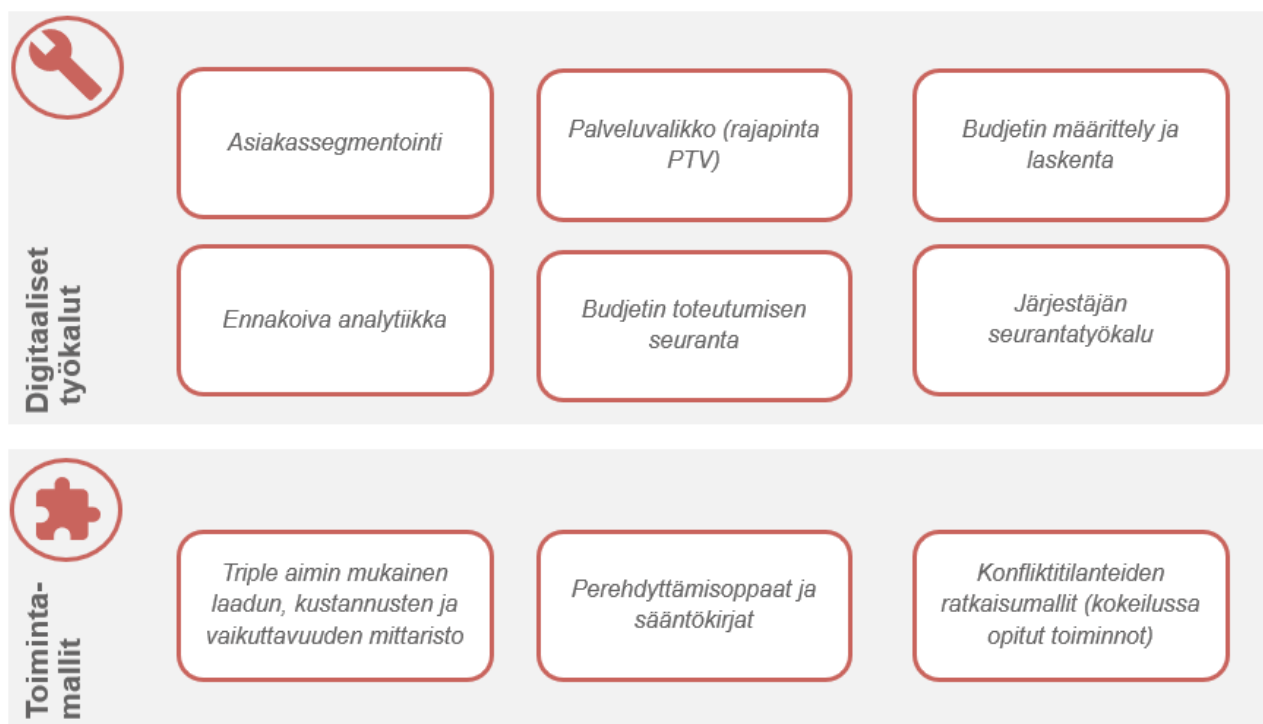 Digitaaliset
työkalut
Asiakassegmentointi
Palveluvalikko (rajapinta
PTV)
Budjetin määrittely ja
laskenta
Ennakoiva analytiikka
Budjetin toteutumisen
seuranta
Järjestäjän
seurantatyökalu
Toiminta-
mallit
Triple aimin mukainen
laadun, kustannusten ja
vaikuttavuuden mittaristo
Perehdyttämisoppaat ja
sääntökirjat
Konfliktitilanteiden
ratkaisumallit (kokeilussa
opitut toiminnot)